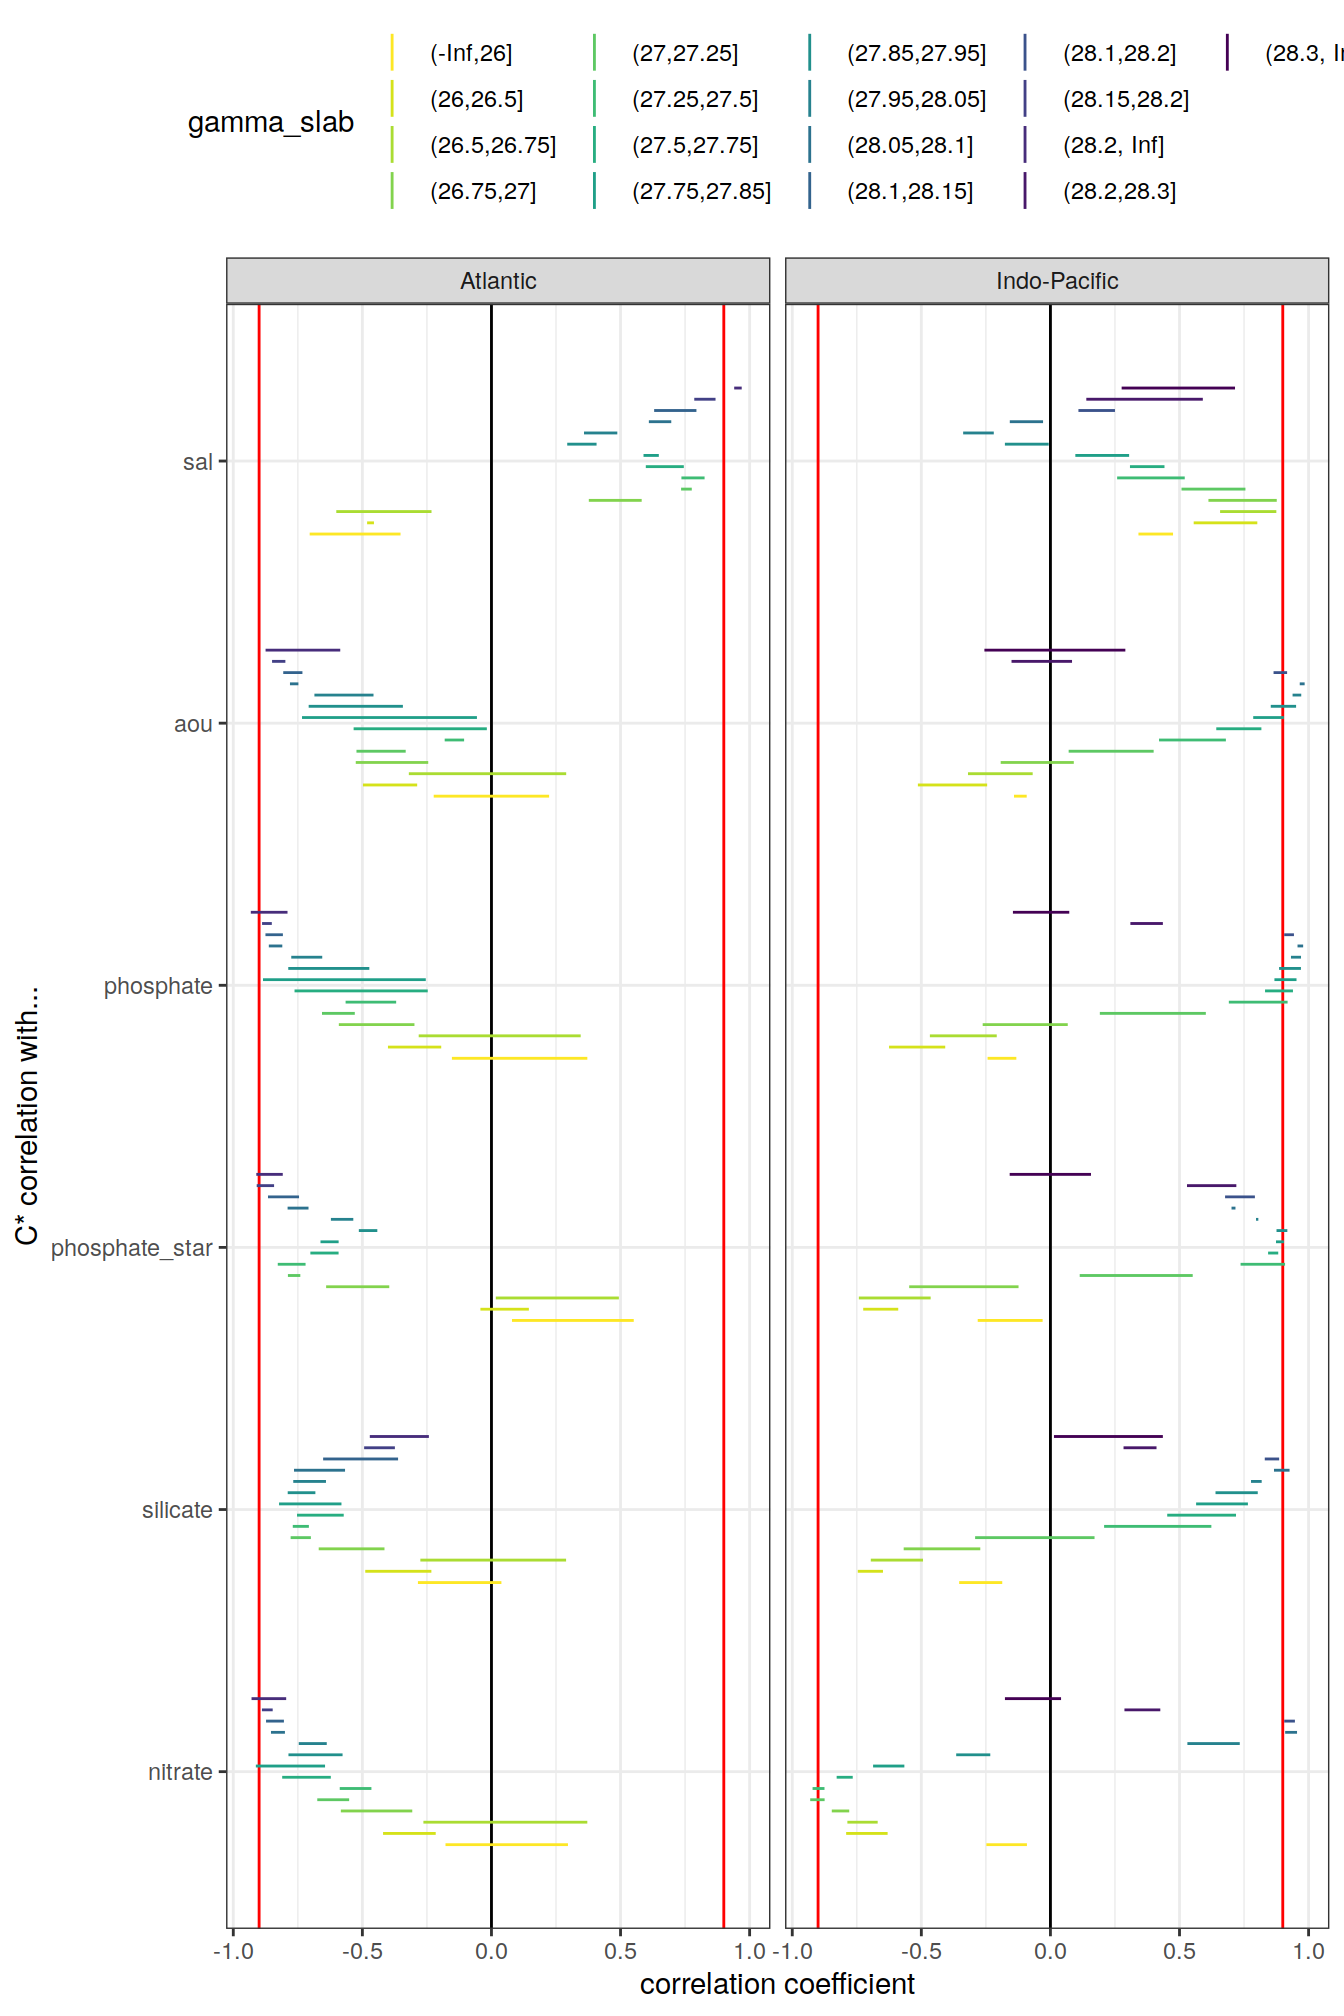 gamma_slab
(-Inf,26]
(26,26.5]
(26.5,26.75]
(26.75,27]
(27,27.25]
(27.25,27.5]
(27.5,27.75]
(27.75,27.85]
(27.85,27.95]
(27.95,28.05]
(28.05,28.1]
(28.1,28.15]
(28.1,28.2]
(28.15,28.2]
(28.2, Inf]
(28.2,28.3]
(28.3,
Atlantic
Indo-Pacific
C* correlation with...
sal
aou
phosphate
phosphate_star
silicate
nitrate
-1.0 -0.5 0.0 0.5 1.0
-1.0 -0.5 0.0 0.5 1.0
correlation coefficient